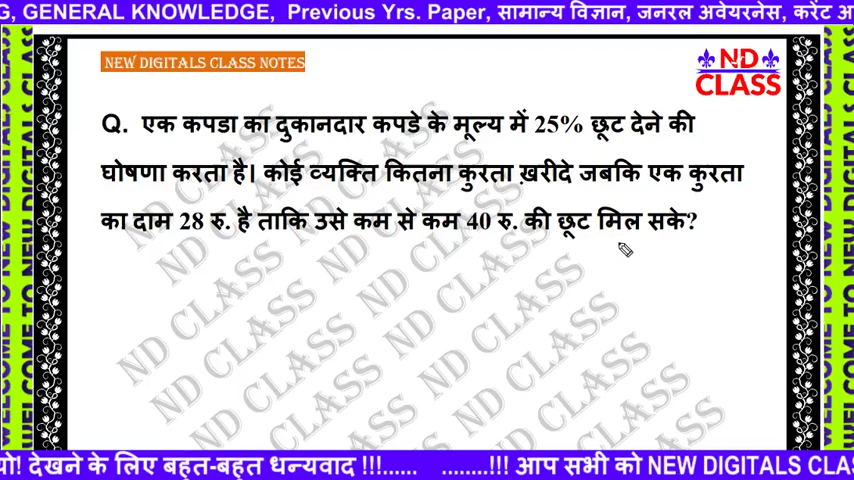 G, GENERAL KNOWLEDGE, Previous Yrs. Paper, सामान्य विज्ञान, जनरल अवेयरनेस, करेंट अ
NEW DIGITALS CLASS NOTES
ND
CLASS
Q. एक कपडा का दुकानदार कपडे के मूल्य में 25% छूट देने की
घोषणा करता है। कोई व्यक्ति कितना कुरता ख़रीदे जबकि एक कुरता
का दाम 28 रु. है ताकि उसे कम से कम 40 रु. की छूट मिल सके?
यो! देखने के लिए बहुत-बहुत धन्यवाद !!!...... ........!!! आप सभी को NEW DIGITALS CLAS